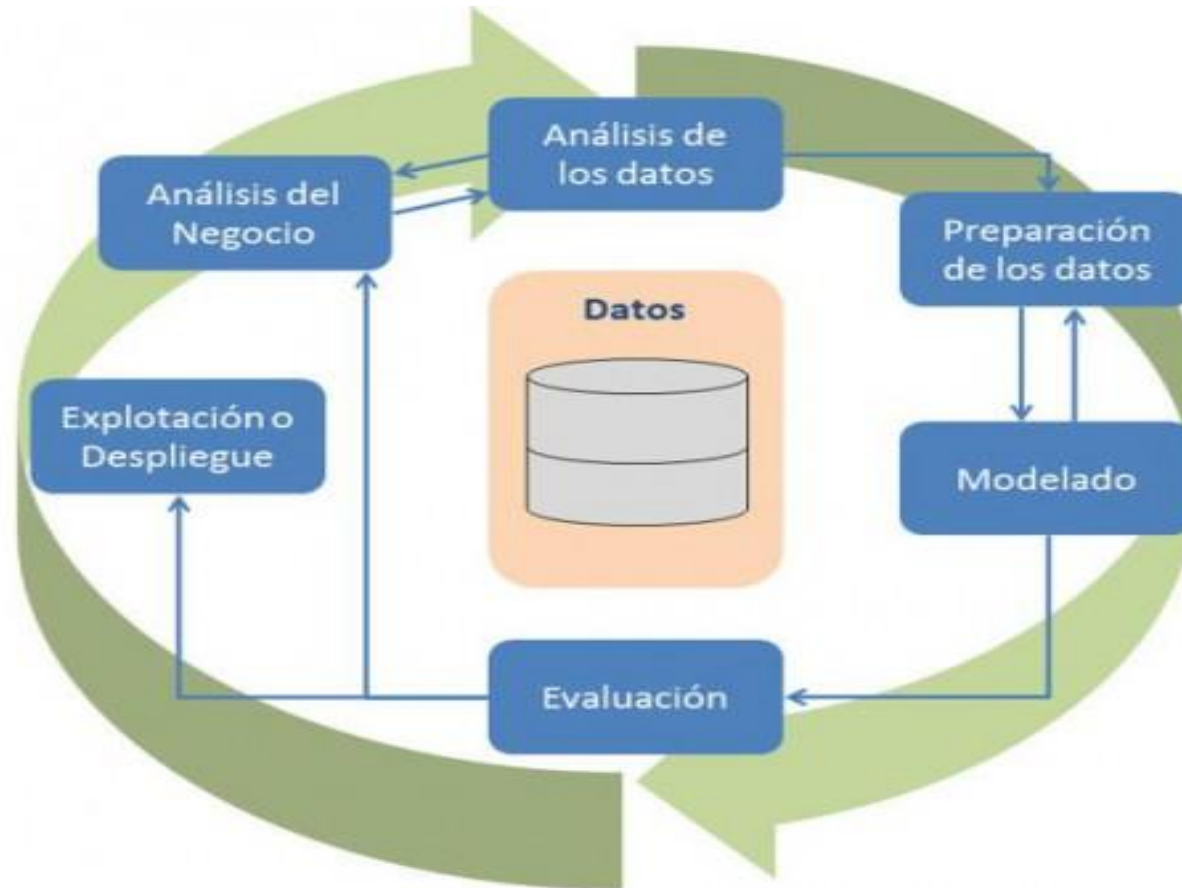 Análisis de
los datos
Análisis del
Negocio
Preparación
de los datos
Datos
Explotación o
Despliegue
Modelado
Evaluación